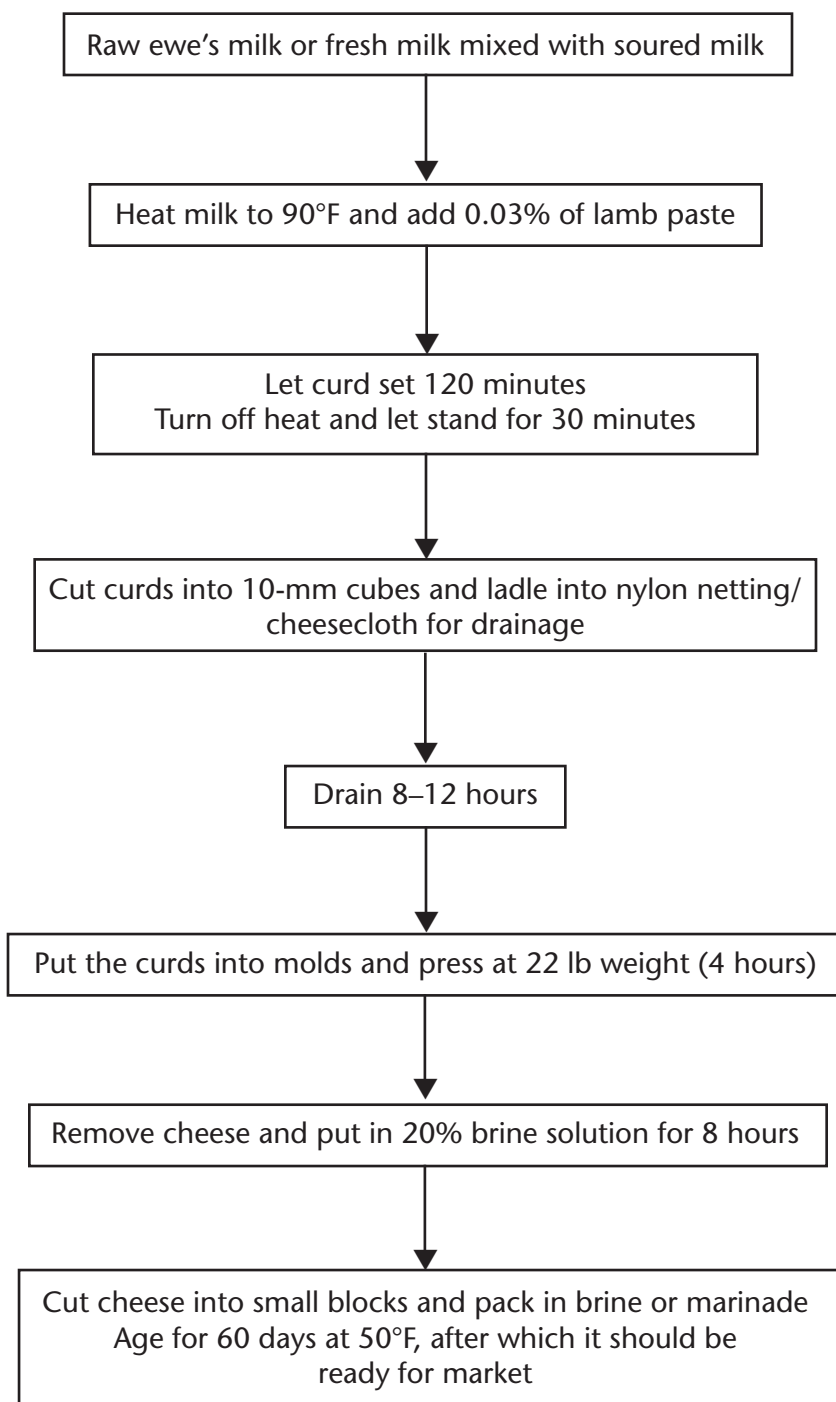 Raw ewe’s milk or fresh milk mixed with soured milk
Heat milk to 90°F and add 0.03% of lamb paste
Let curd set 120 minutes
Turn off heat and let stand for 30 minutes
Cut curds into 10-mm cubes and ladle into nylon netting/
cheesecloth for drainage
Drain 8–12 hours
Put the curds into molds and press at 22 lb weight (4 hours)
Remove cheese and put in 20% brine solution for 8 hours
Cut cheese into small blocks and pack in brine or marinade
Age for 60 days at 50°F, after which it should be
ready for market